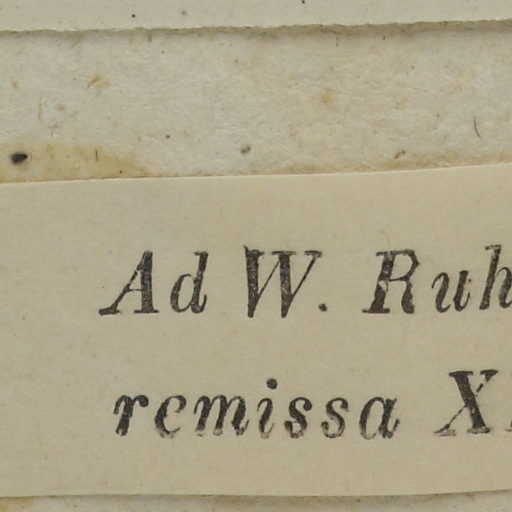 Ad W. Ruh
remissa X